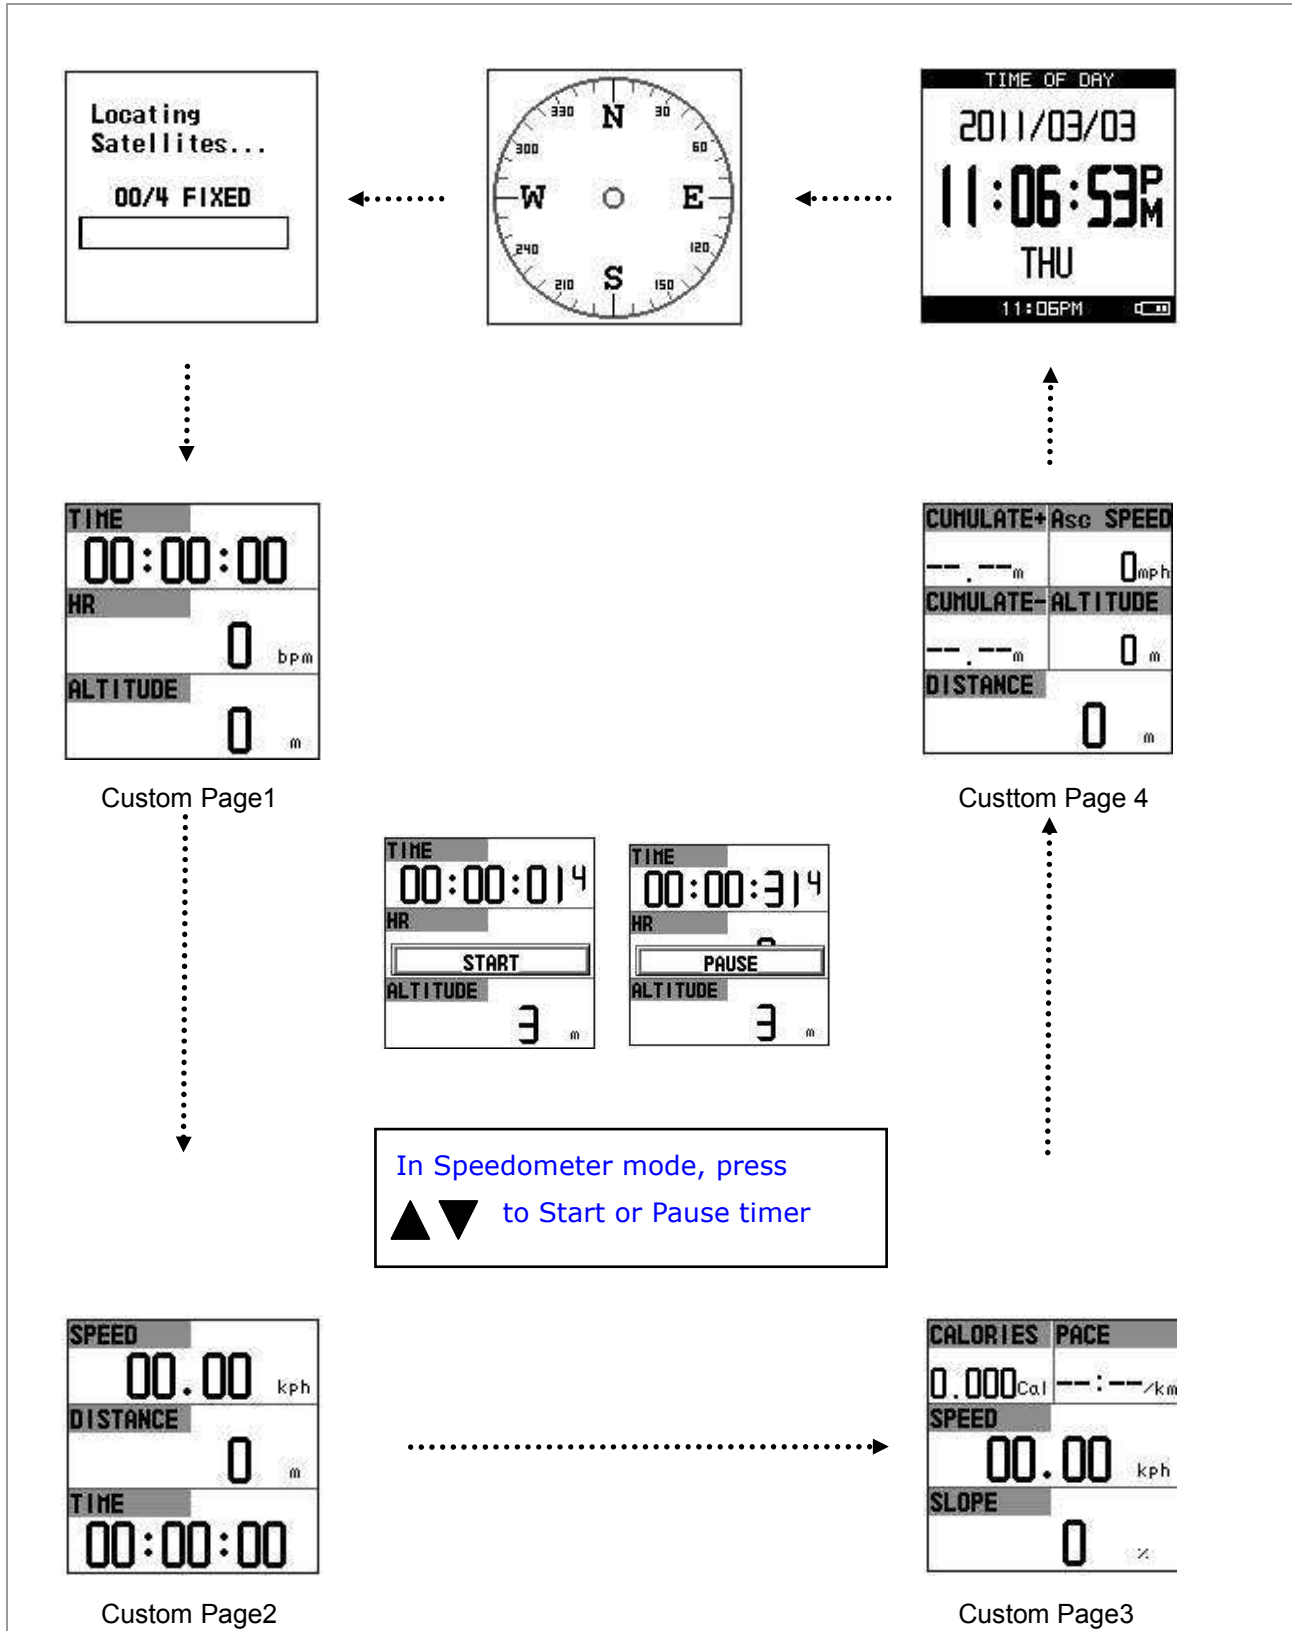 Locating
Satellites...
00/4 FIXED
N
30
60
E
120
150
S
210
240
W
300
330
TIME OF DAY
2011/03/03
11:06:53PM
THU
11:06PM
TIME
00:00:00
HR
0 bpm
ALTITUDE
0 m
Custom Page1
CUMULATE+ Asc SPEED
--.--m 0mph
CUMULATE- ALTITUDE
--.--m 0 m
DISTANCE
0 m
Custtom Page 4
TIME
00:00:01 4
HR
START
ALTITUDE
3 m
TIME
00:00:31 4
HR
PAUSE
ALTITUDE
3 m
In Speedometer mode, press
▲▼ to Start or Pause timer
SPEED
00.00 kph
DISTANCE
0 m
TIME
00:00:00
Custom Page2
CALORIES PACE
0.000Cal --:--/km
SPEED
00.00 kph
SLOPE
0 %
Custom Page3